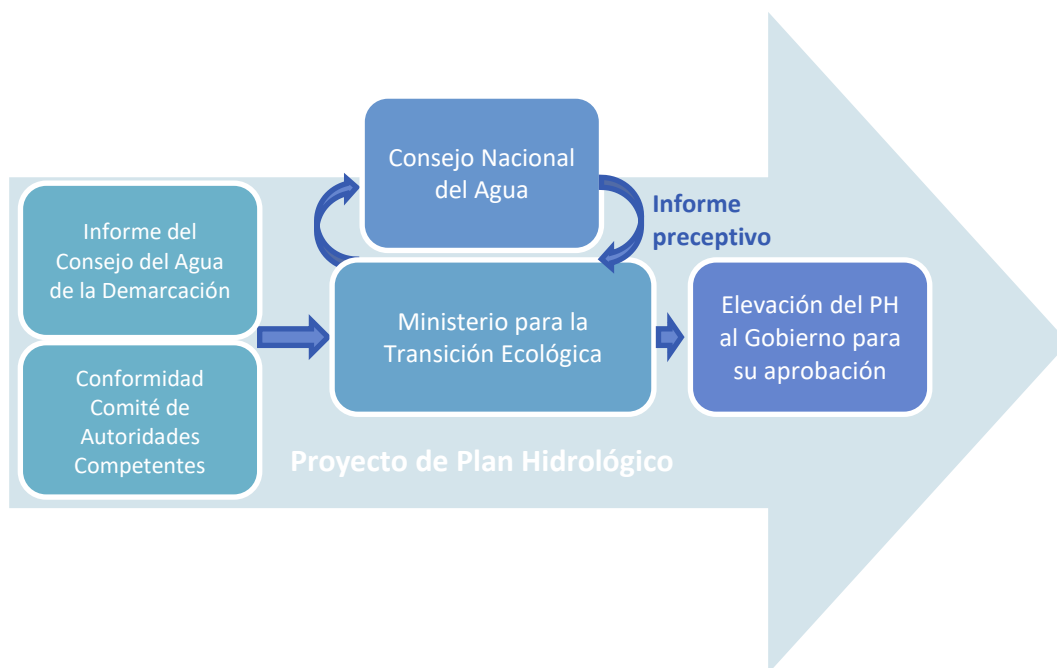 Consejo Nacional
del Agua
Informe
preceptivo
Informe del
Consejo del Agua
de la Demarcación
Ministerio para la
Transición Ecológica
Elevación del PH
al Gobierno para
su aprobación
Conformidad
Comité de
Autoridades
Competentes
Proyecto de Plan Hidrológico